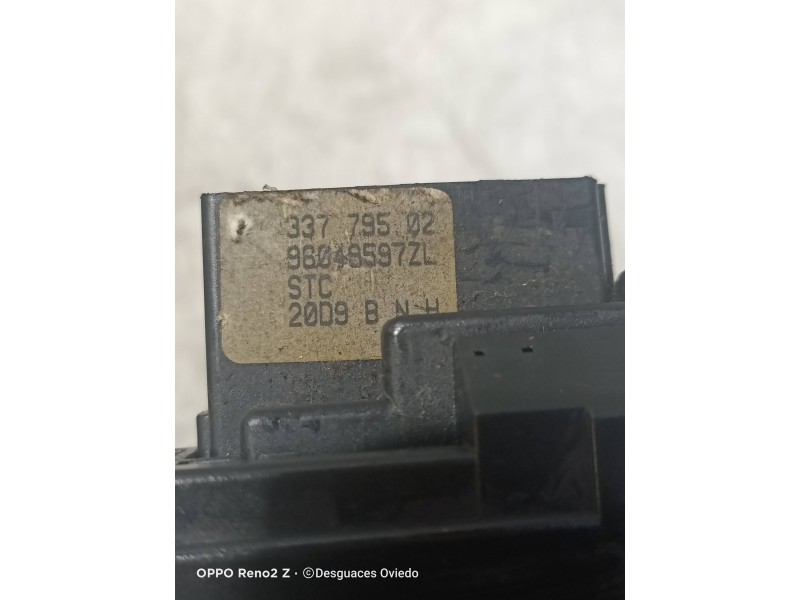 337 795 02
96048597ZL
STC
20D9 B N H
OPPO Reno2 Z • ©Desguaces Oviedo